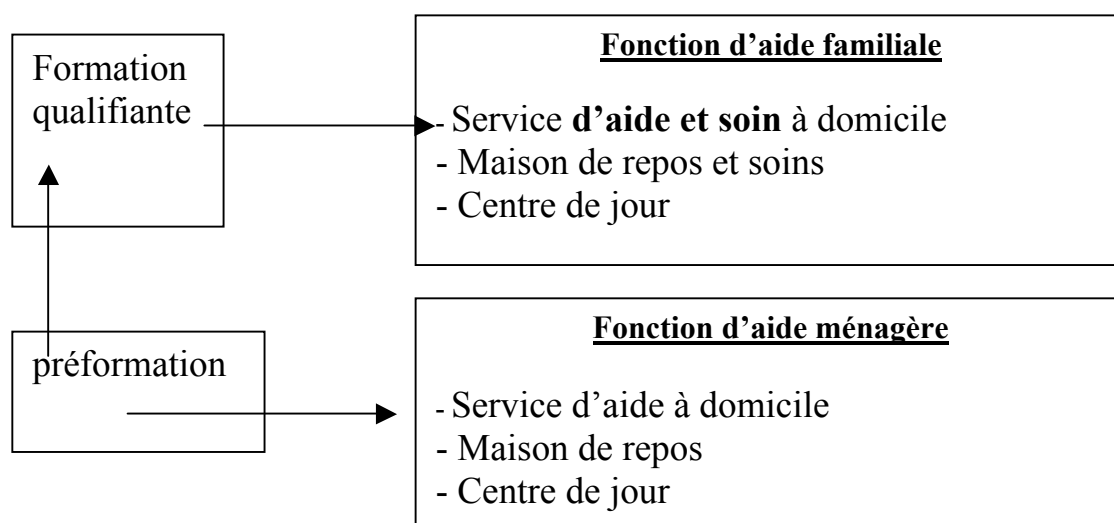 Formation
qualifiante
Fonction d’aide familiale
- Service d’aide et soin à domicile
- Maison de repos et soins
- Centre de jour
préformation
Fonction d’aide ménagère
- Service d’aide à domicile
- Maison de repos
- Centre de jour